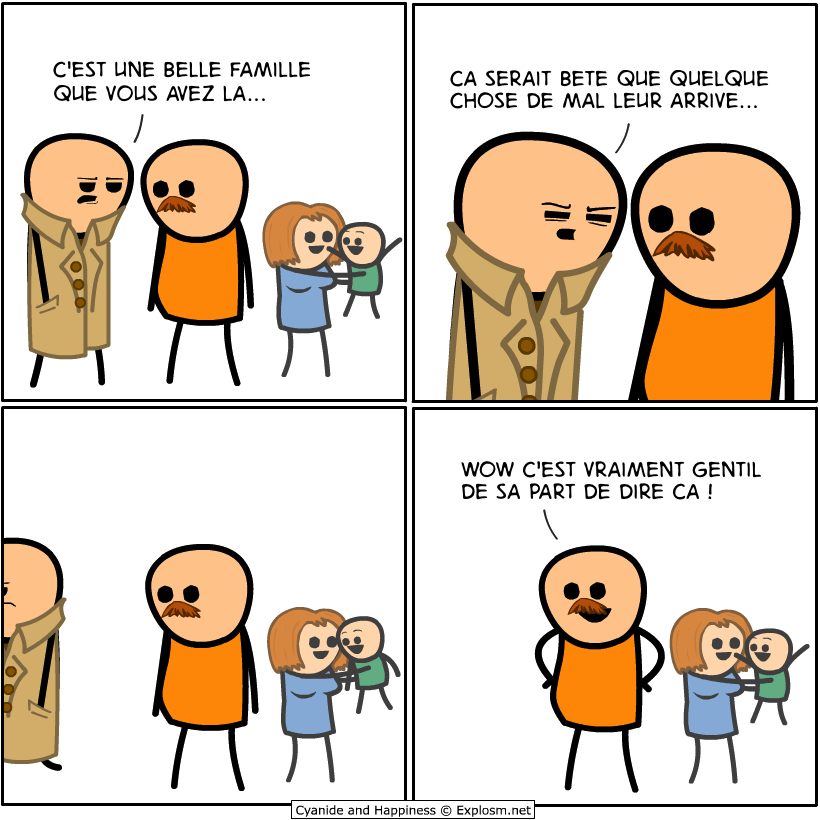 C'EST UNE BELLE FAMILLE
QUE VOUS AVEZ LA...
CA SERAIT BETE QUE QUELQUE
CHOSE DE MAL LEUR ARRIVE...
WOW C'EST VRAIMENT GENTIL
DE SA PART DE DIRE CA !
Cyanide and Happiness © Explosm.net